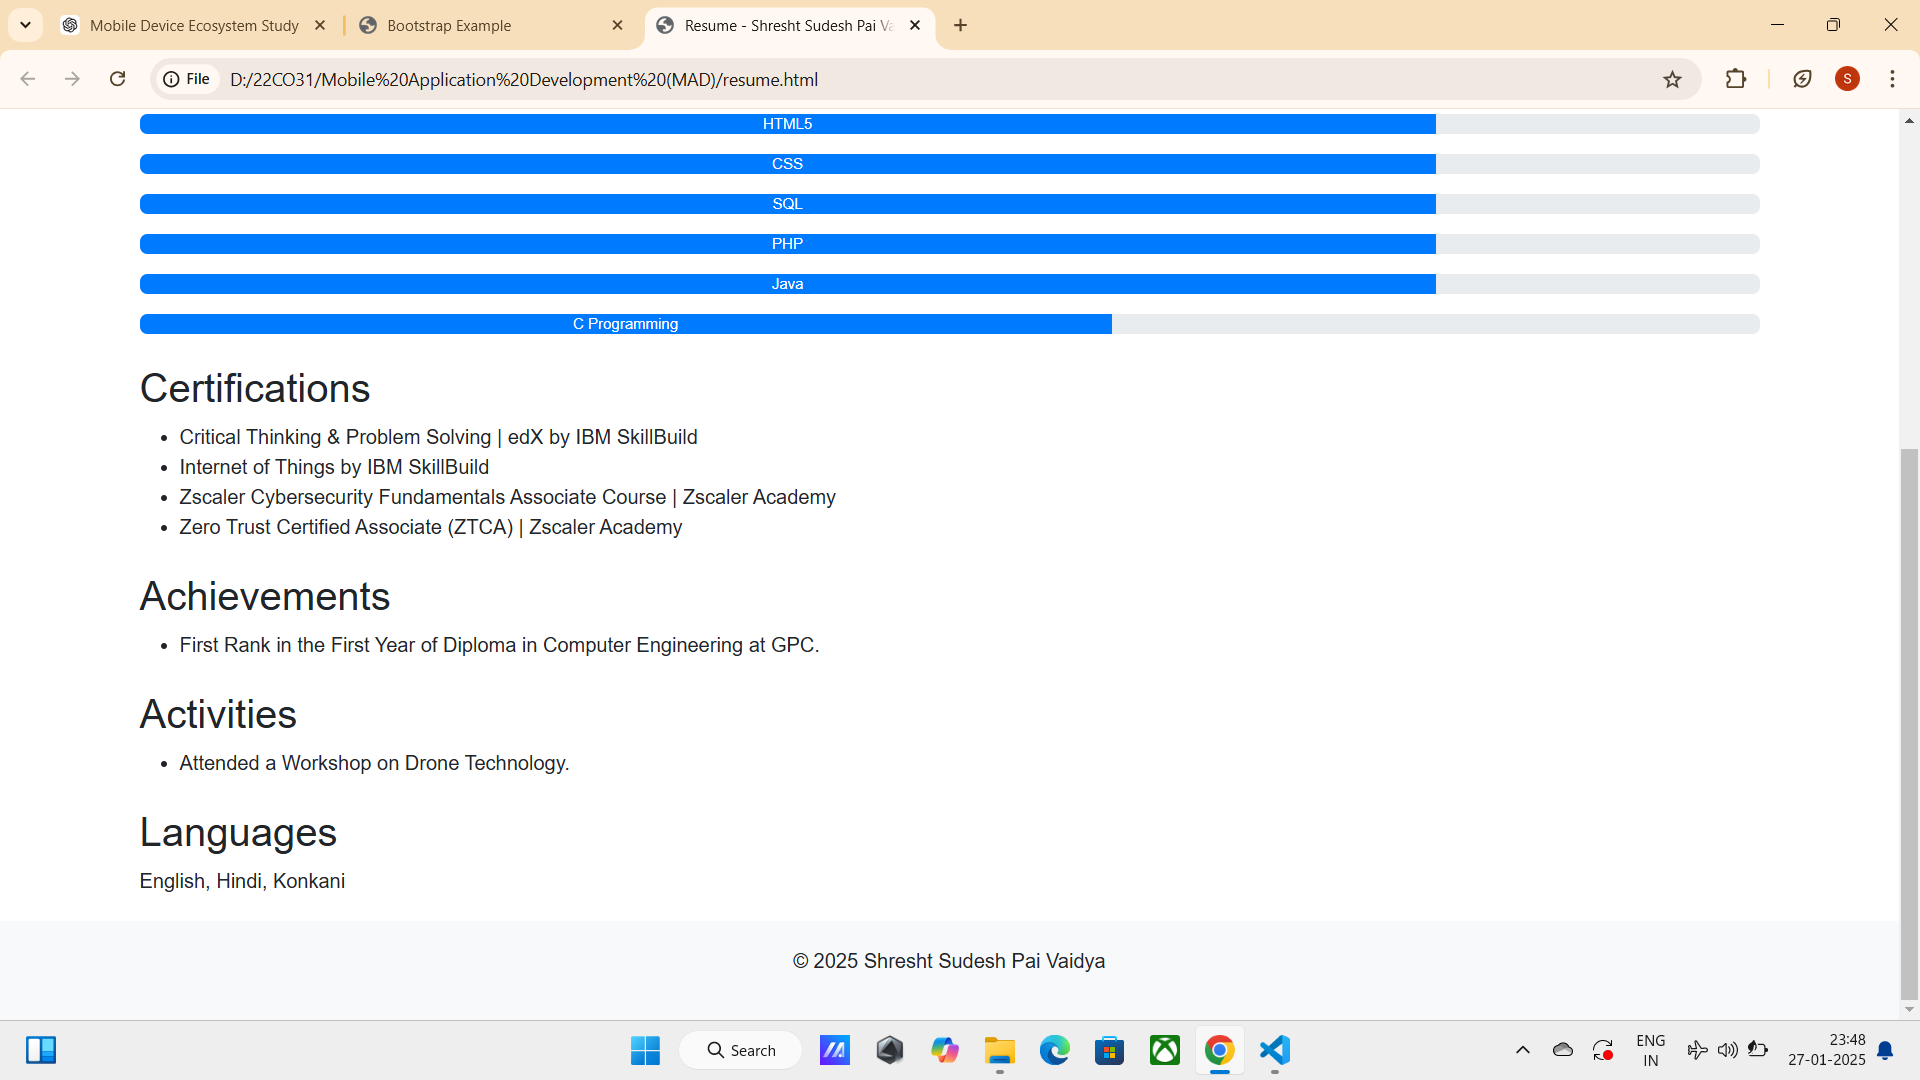 Mobile Device Ecosystem Study
Bootstrap Example
Resume - Shresht Sudesh Pai Va
File
D:/22CO31/Mobile%20Application%20Development%20(MAD)/resume.html
S
HTML5
CSS
SQL
PHP
Java
C Programming
Certifications
• Critical Thinking & Problem Solving | edX by IBM SkillBuild
• Internet of Things by IBM SkillBuild
• Zscaler Cybersecurity Fundamentals Associate Course | Zscaler Academy
• Zero Trust Certified Associate (ZTCA) | Zscaler Academy
Achievements
• First Rank in the First Year of Diploma in Computer Engineering at GPC.
Activities
• Attended a Workshop on Drone Technology.
Languages
English, Hindi, Konkani
© 2025 Shresht Sudesh Pai Vaidya
Search
ENG
IN
23:48
27-01-2025